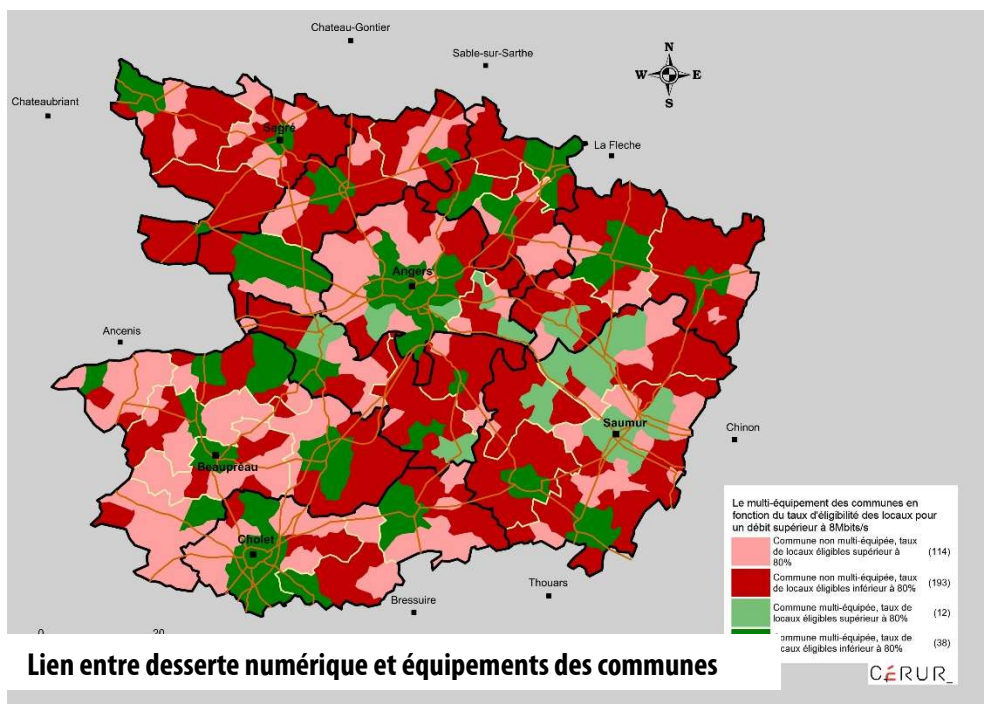 Chateau-Gontier
Sable-sur-Sarthe
N
W E
S
Chateaubriant
Segré
La Fleche
Angers
Ancenis
Saumur
Chinon
Beaupréau
Cholet
Thouars
Bressuire
Le multi-équipement des communes en
fonction du taux d'éligibilité des locaux pour
un débit supérieur à 8Mbits/s
Commune non multi-équipée, taux
de locaux éligibles supérieur à (114)
80%
Commune non multi-équipée, taux (193)
de locaux éligibles inférieur à 80%
Commune multi-équipée, taux de (12)
locaux éligibles supérieur à 80%
Commune multi-équipée, taux de (38)
locaux éligibles inférieur à 80%
0 20
Lien entre desserte numérique et équipements des communes
CÉRUR_